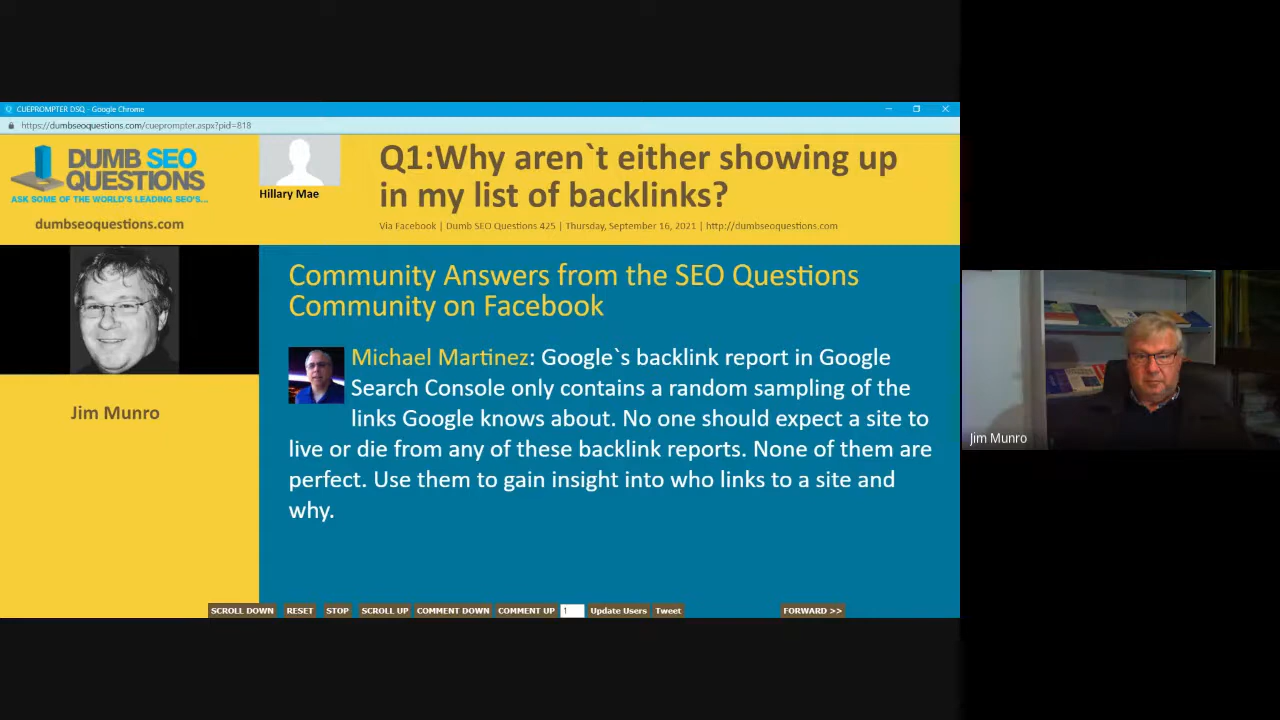 CUEPROMPTER DSQ - Google Chrome
https://dumbseoquestions.com/cueprompter.aspx?pid=818
DUMB SEO
QUESTIONS
ASK SOME OF THE WORLD'S LEADING SEO'S...
dumbseoquestions.com
Hillary Mae
Q1:Why aren`t either showing up
in my list of backlinks?
Via Facebook | Dumb SEO Questions 425 | Thursday, September 16, 2021 | http://dumbseoquestions.com
Jim Munro
Community Answers from the SEO Questions
Community on Facebook
Michael Martinez: Google`s backlink report in Google
Search Console only contains a random sampling of the
links Google knows about. No one should expect a site to
live or die from any of these backlink reports. None of them are
perfect. Use them to gain insight into who links to a site and
why.
SCROLL DOWN RESET STOP SCROLL UP COMMENT DOWN COMMENT UP 1 Update Users Tweet FORWARD >>
Jim Munro